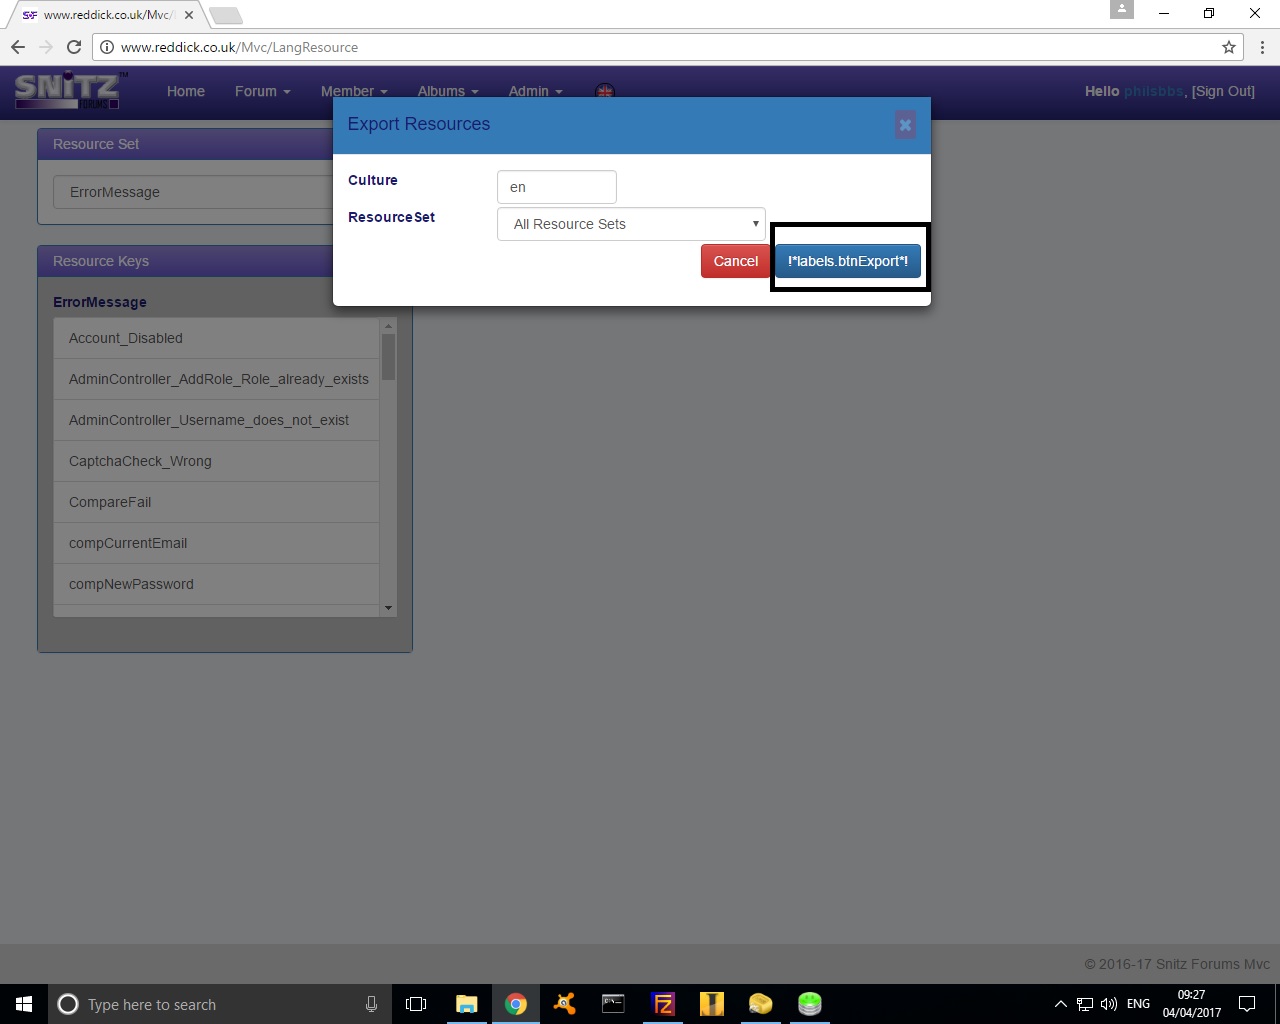 www.reddick.co.uk/Mvc/
www.reddick.co.uk/Mvc/LangResource
SNiTZ™
FORUMS
Home Forum Member Albums Admin
Hello philsbbs, [Sign Out]
Export Resources
Culture
en
ResourceSet
All Resource Sets
Cancel
!*labels.btnExport*!
Resource Set
ErrorMessage
Resource Keys
ErrorMessage
Account_Disabled
AdminController_AddRole_Role_already_exists
AdminController_Username_does_not_exist
CaptchaCheck_Wrong
CompareFail
compCurrentEmail
compNewPassword
© 2016-17 Snitz Forums Mvc
Type here to search
ENG
09:27
04/04/2017